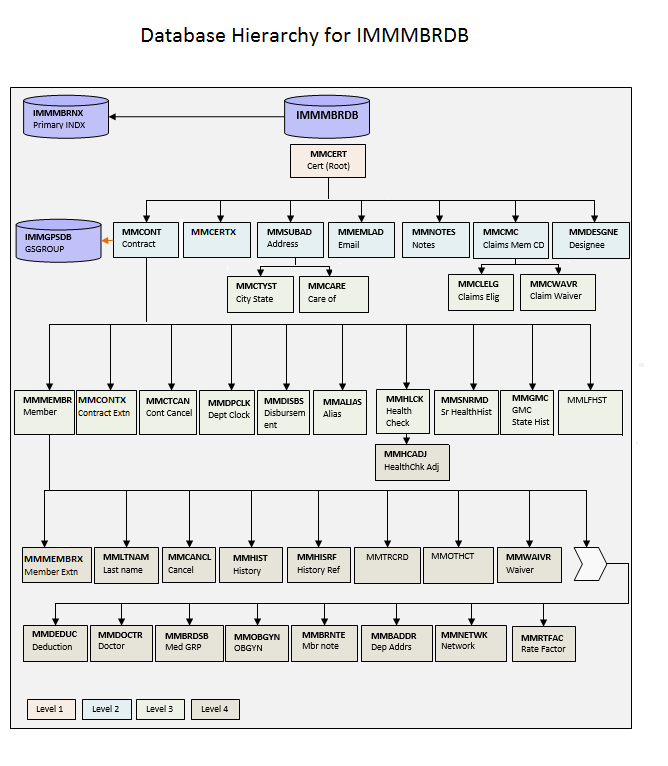 Database Hierarchy for IMMMBRDB
IMMMBRNX
Primary INDX
IMMMBRDB
MMCERT
Cert (Root)
IMMGPSDB
GSGROUP
MMCONT
Contract
MMCERTX
MMSUBAD
Address
MMEMLAD
Email
MMNOTES
Notes
MMCMC
Claims Mem CD
MMDESGNE
Designee
MMCTYST
City State
MMCARE
Care of
MMCLELG
Claims Elig
MMCWAVR
Claim Waiver
MMMEMBR
Member
MMCONTX
Contract Extn
MMCTCAN
Cont Cancel
MMDPCLK
Dept Clock
MMDISBS
Disbursem
ent
MMALIAS
Alias
MMHLCK
Health
Check
MMSNRMD
Sr HealthHist
MMGMC
GMC
State Hist
MMLFHST
MMHCADJ
HealthChk Adj
MMMEMBRX
Member Extn
MMLTNAM
Last name
MMCANCL
Cancel
MMHIST
History
MMHISRF
History Ref
MMTRCRD
MMOTHCT
MMWAIVR
Waiver
MMDEDUC
Deduction
MMDOCTR
Doctor
MMBRDSB
Med GRP
MMOBGYN
OBGYN
MMBRNTE
Mbr note
MMBADDR
Dep Addrs
MMNETWK
Network
MMRTFAC
Rate Factor
Level 1
Level 2
Level 3
Level 4